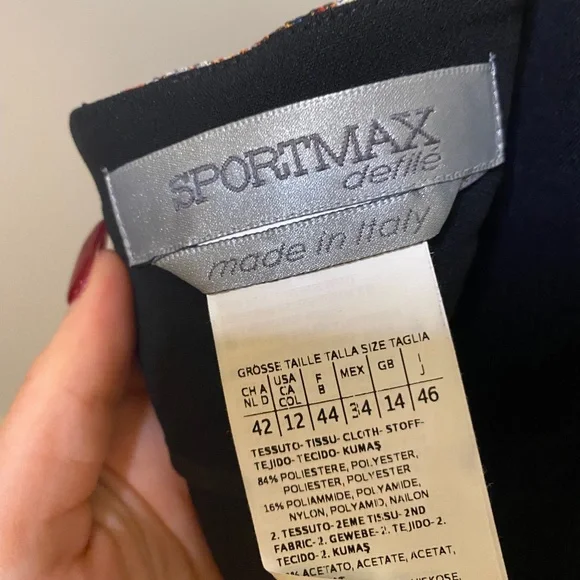 SPORTMAX
defilé
made in Italy
GRÖSSE TAILLE TALLA SIZE TAGLIA
CH A NL D USA CA COL F B MEX GB I J
42 12 44 34 14 46
TESSUTO-TISSU-CLOTH-STOFF-
TEJIDO-TECIDO-KUMAŞ
84% POLIESTERE, POLYESTER,
POLIESTER, POLYESTER
16% POLIAMMIDE, POLYAMIDE,
NYLON, POLYAMID, NAILON
2. TESSUTO-2EME TISSU-2ND
FABRIC-2. GEWEBE-2. TEJIDO-2.
2. TECIDO-2. KUMAŞ
% ACETATO, ACETATE, ACETAT,